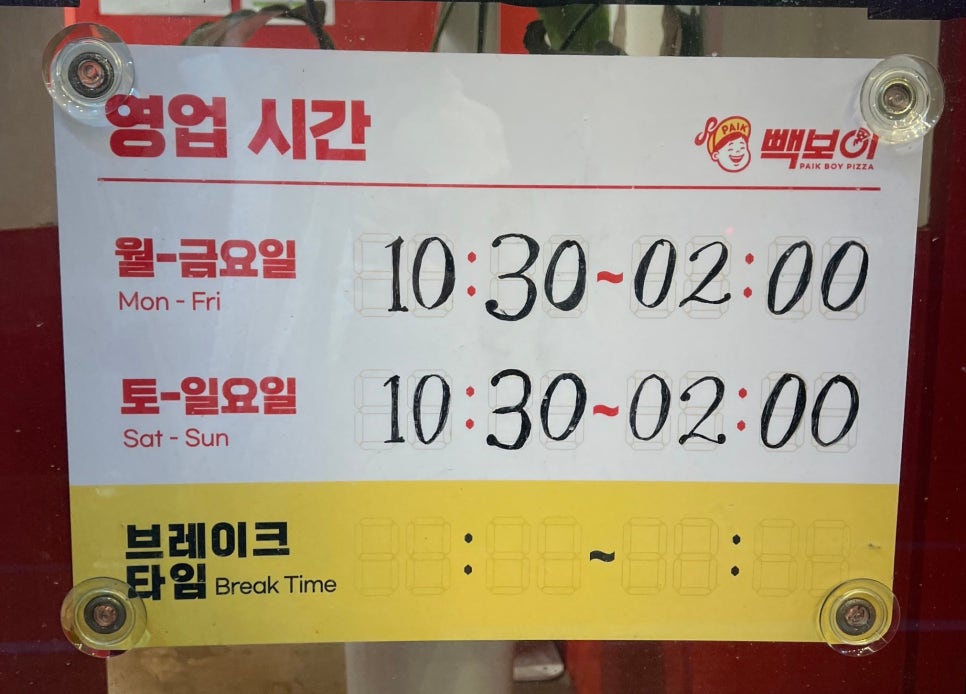 영업 시간
PAIK
빽보이
PAIK BOY PIZZA
월-금요일
Mon - Fri
10:30~02:00
토-일요일
Sat - Sun
10:30~02:00
브레이크
타임 Break Time
: ~ :